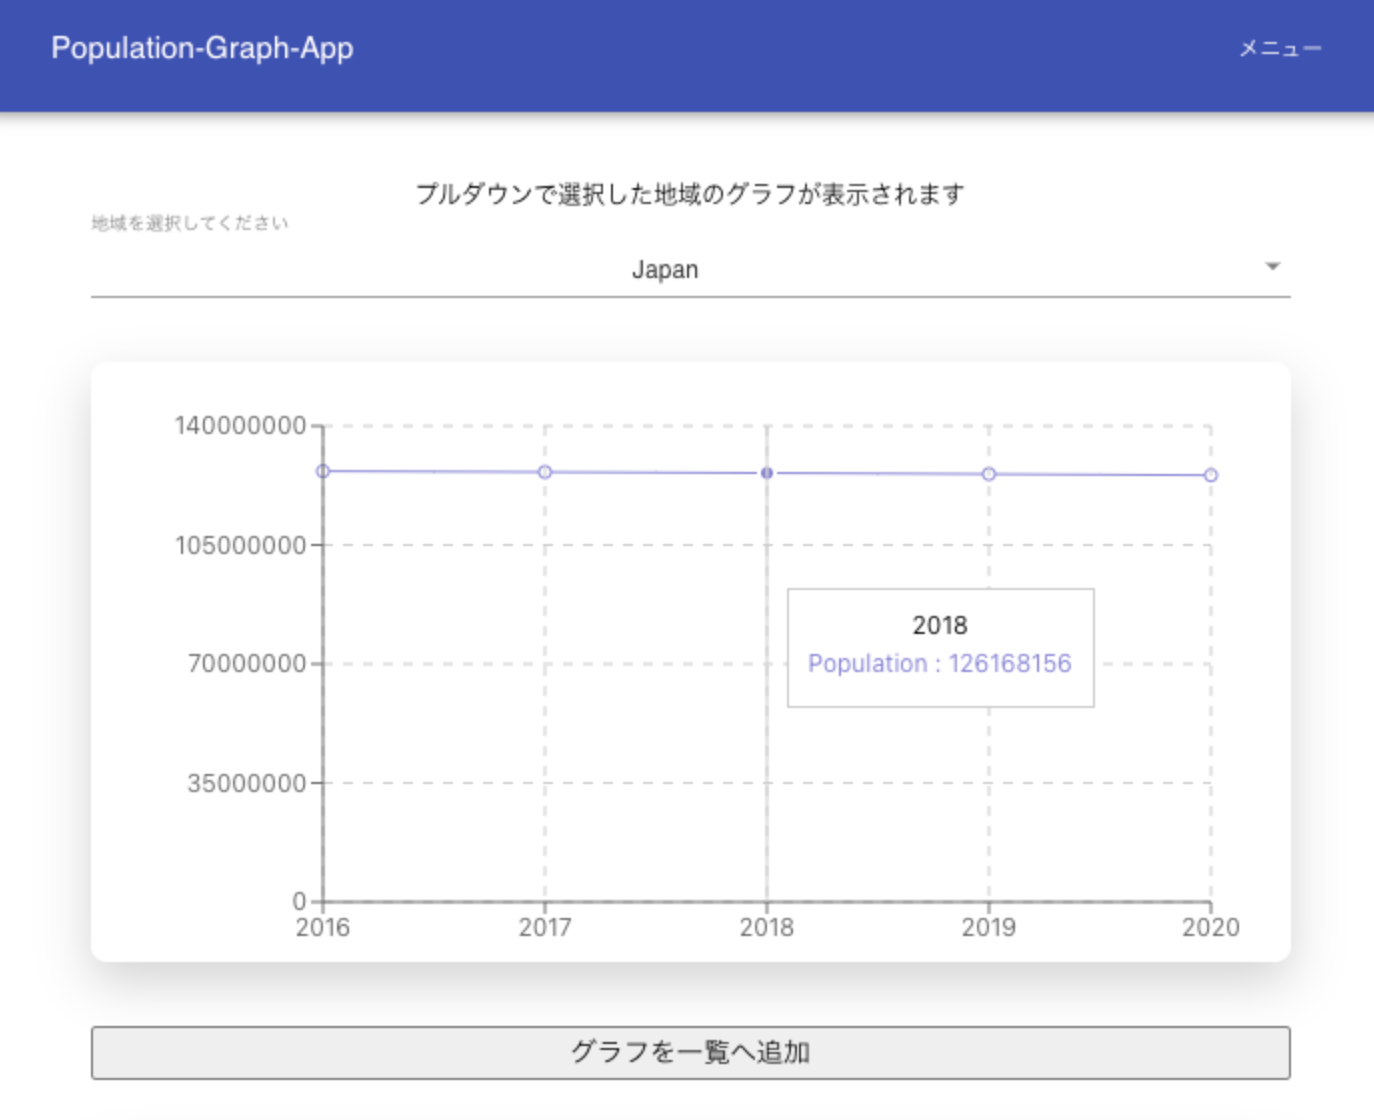 Population-Graph-App
メニュー
プルダウンで選択した地域のグラフが表示されます
地域を選択してください
Japan
140000000
105000000
70000000
35000000
0
2018
Population : 126168156
2016 2017 2018 2019 2020
グラフを一覧へ追加